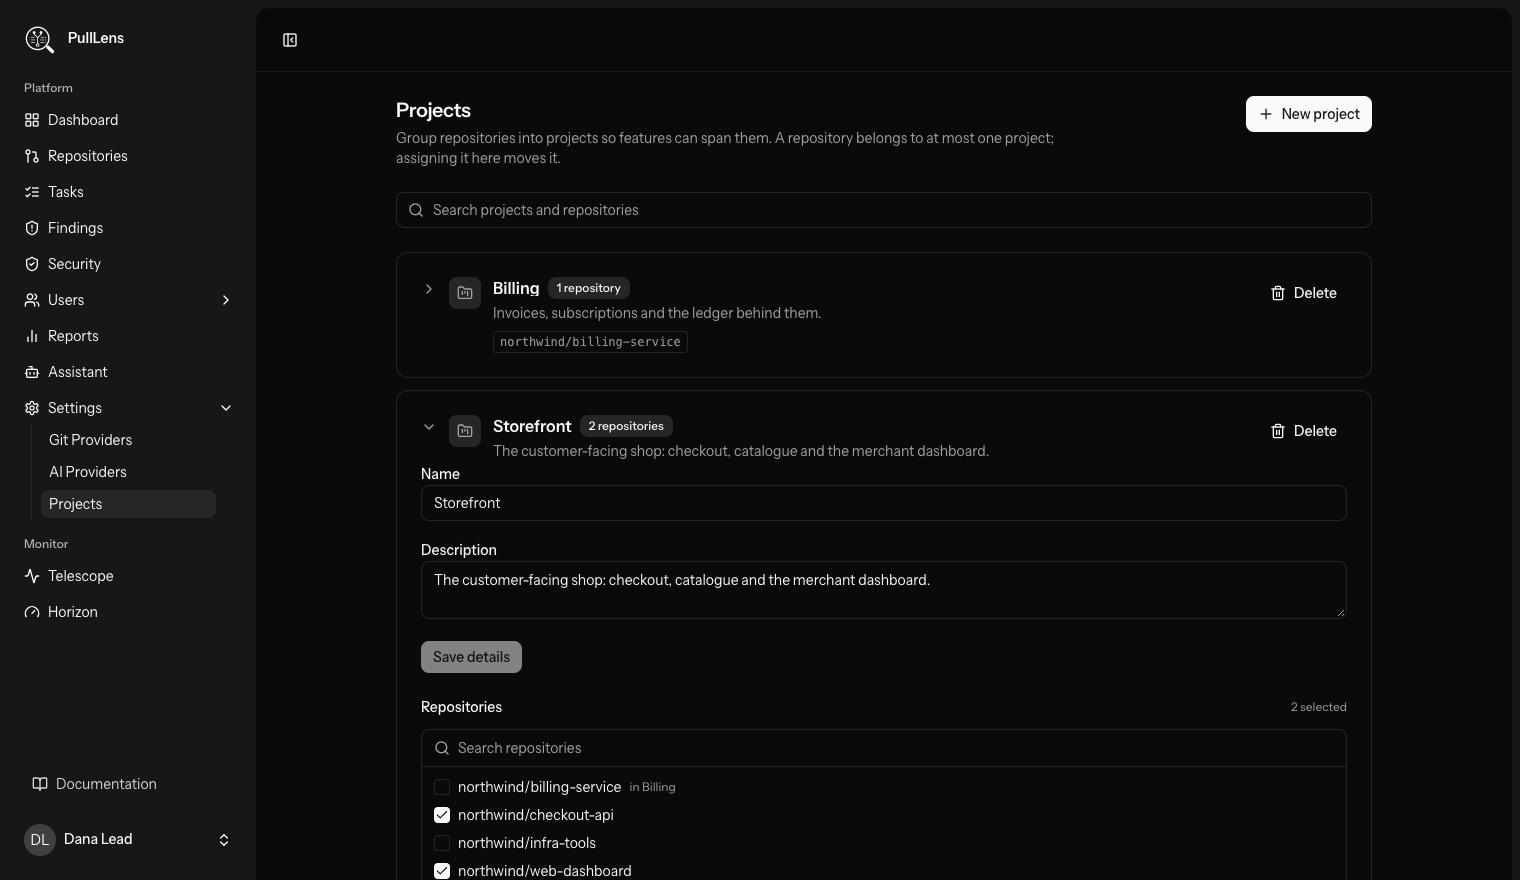 PullLens
Platform
Dashboard
Repositories
Tasks
Findings
Security
Users
Reports
Assistant
Settings
Git Providers
AI Providers
Projects
Monitor
Telescope
Horizon
Documentation
DL
Dana Lead
Projects
Group repositories into projects so features can span them. A repository belongs to at most one project;
assigning it here moves it.
New project
Search projects and repositories
Billing 1 repository
Invoices, subscriptions and the ledger behind them.
northwind/billing-service
Delete
Storefront 2 repositories
The customer-facing shop: checkout, catalogue and the merchant dashboard.
Delete
Name
Storefront
Description
The customer-facing shop: checkout, catalogue and the merchant dashboard.
Save details
Repositories 2 selected
Search repositories
northwind/billing-service in Billing
northwind/checkout-api
northwind/infra-tools
northwind/web-dashboard